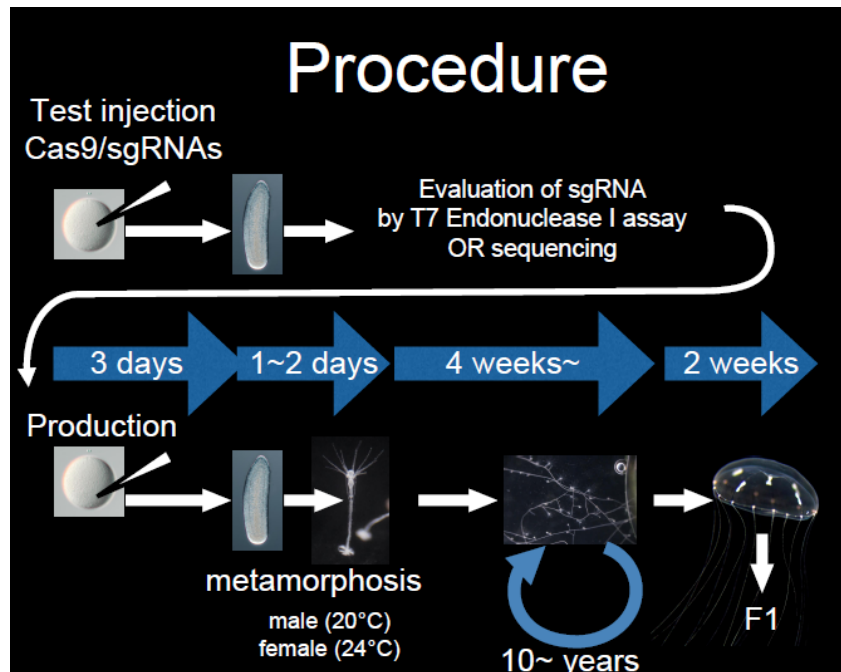 Procedure
Test injection
Cas9/sgRNAs
Evaluation of sgRNA
by T7 Endonuclease I assay
OR sequencing
3 days
1~2 days
4 weeks~
2 weeks
Production
metamorphosis
male (20°C)
female (24°C)
10~ years
F1